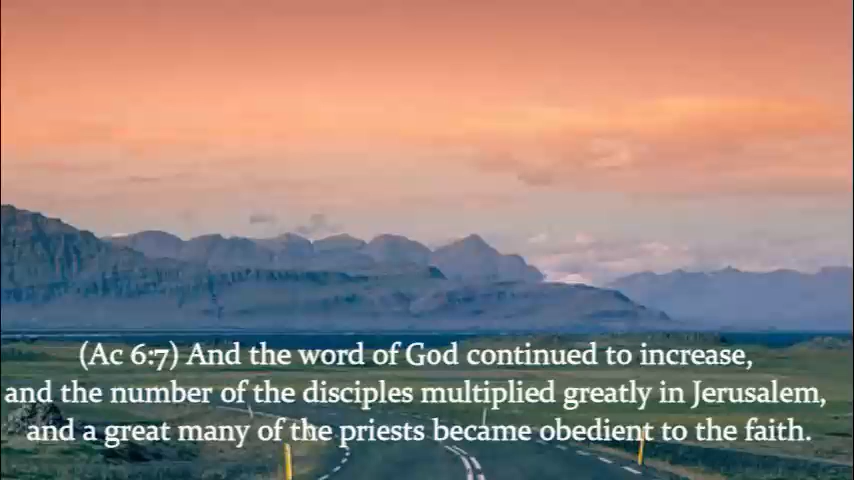 (Ac 6:7) And the word of God continued to increase,
and the number of the disciples multiplied greatly in Jerusalem,
and a great many of the priests became obedient to the faith.